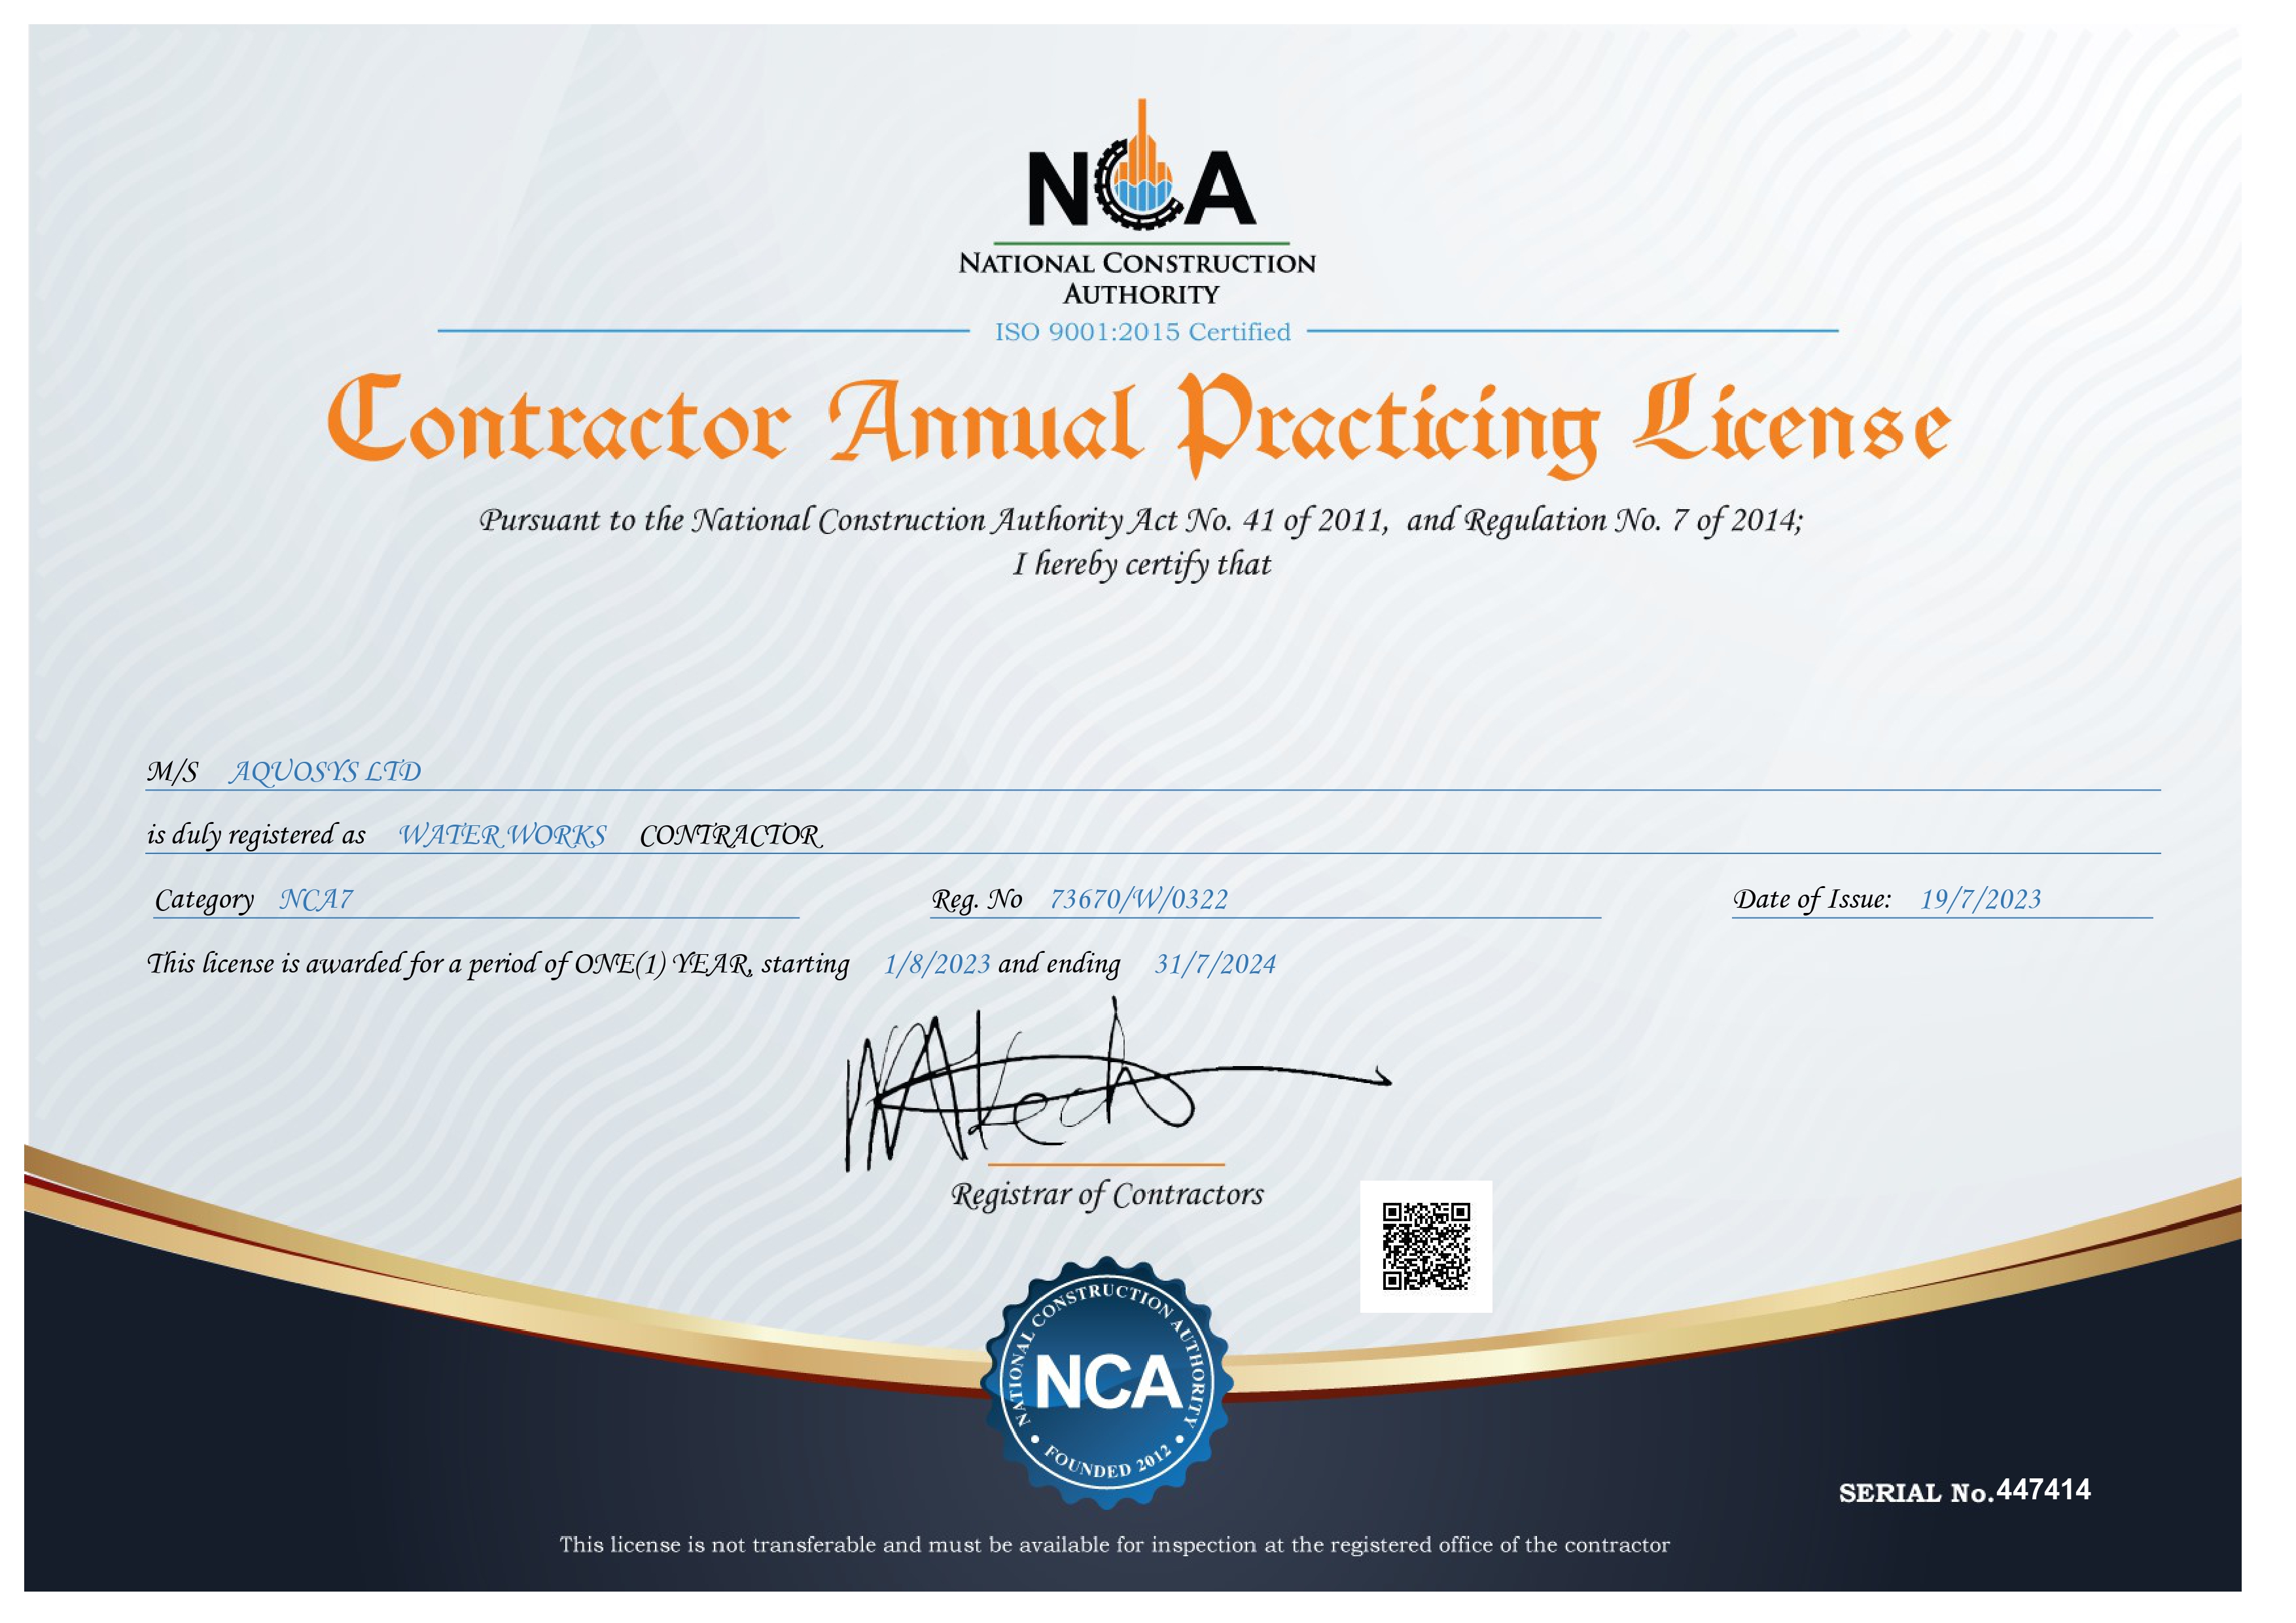 NCA
NATIONAL CONSTRUCTION
AUTHORITY
ISO 9001:2015 Certified
Contractor Annual Practicing License
Pursuant to the National Construction Authority Act No. 41 of 2011, and Regulation No. 7 of 2014;
I hereby certify that
M/S AQUOSYS LTD
is duly registered as WATER WORKS CONTRACTOR
Category NCA7 Reg. No 73670/W/0322 Date of Issue: 19/7/2023
This license is awarded for a period of ONE(1) YEAR, starting 1/8/2023 and ending 31/7/2024
Registrar of Contractors
NATIONAL CONSTRUCTION AUTHORITY
NCA
• FOUNDED 2012 •
SERIAL No.447414
This license is not transferable and must be available for inspection at the registered office of the contractor